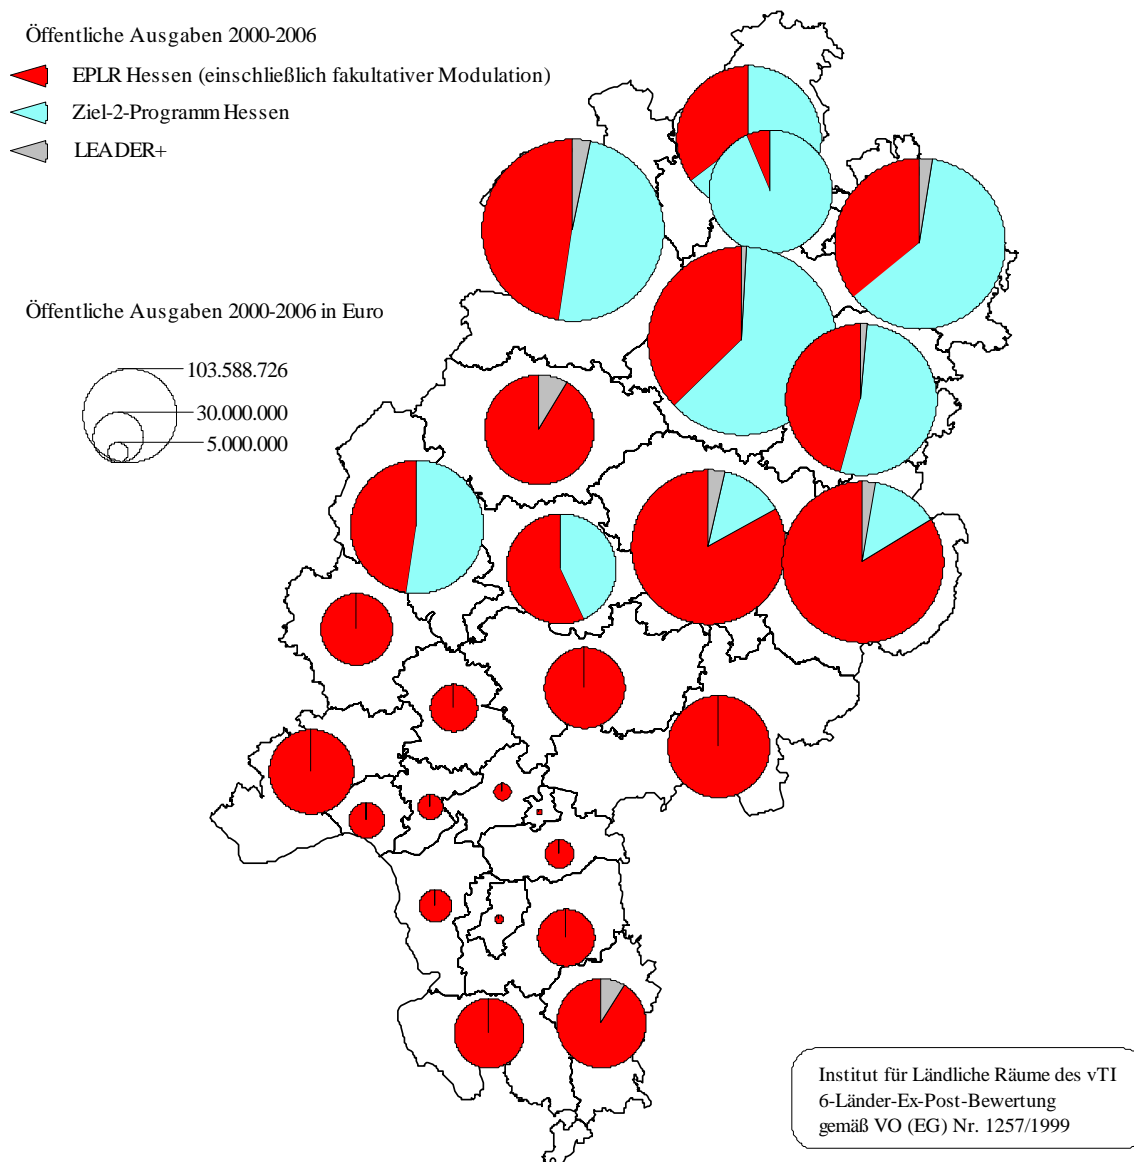 Öffentliche Ausgaben 2000-2006
EPLR Hessen (einschließlich fakultativer Modulation)
Ziel-2-Programm Hessen
LEADER+
Öffentliche Ausgaben 2000-2006 in Euro
103.588.726
30.000.000
5.000.000
Institut für Ländliche Räume des vTI
6-Länder-Ex-Post-Bewertung
gemäß VO (EG) Nr. 1257/1999